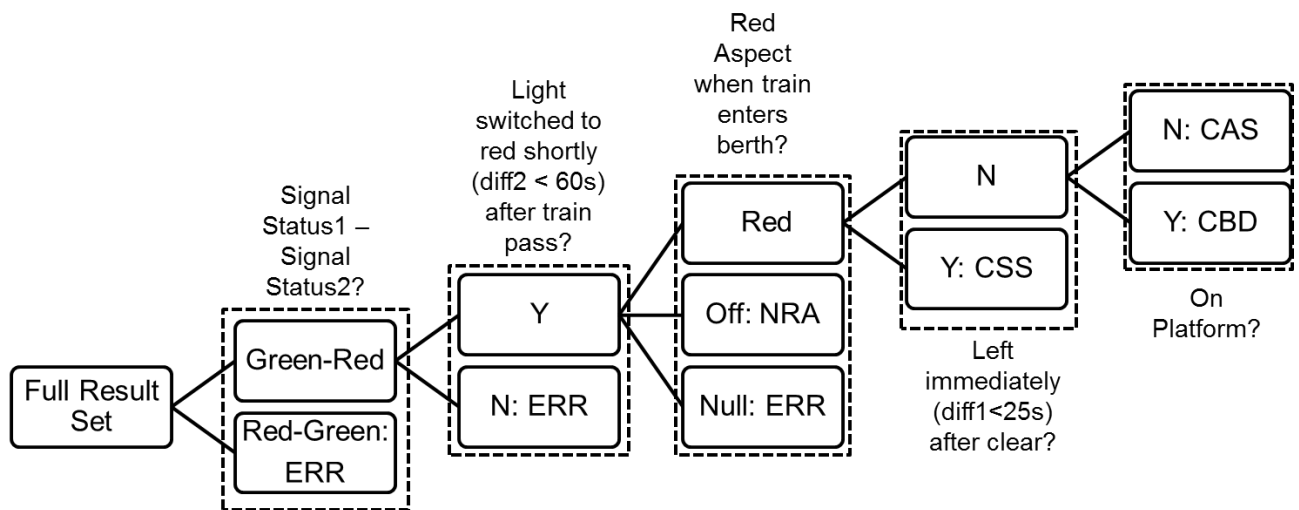 Full Result
Set
Signal
Status1 –
Signal
Status2?
Green-Red
Red-Green:
ERR
Light
switched to
red shortly
(diff2 < 60s)
after train
pass?
Y
N: ERR
Red
Aspect
when train
enters
berth?
Red
Off: NRA
Null: ERR
N
Y: CSS
Left
immediately
(diff1<25s)
after clear?
N: CAS
Y: CBD
On
Platform?